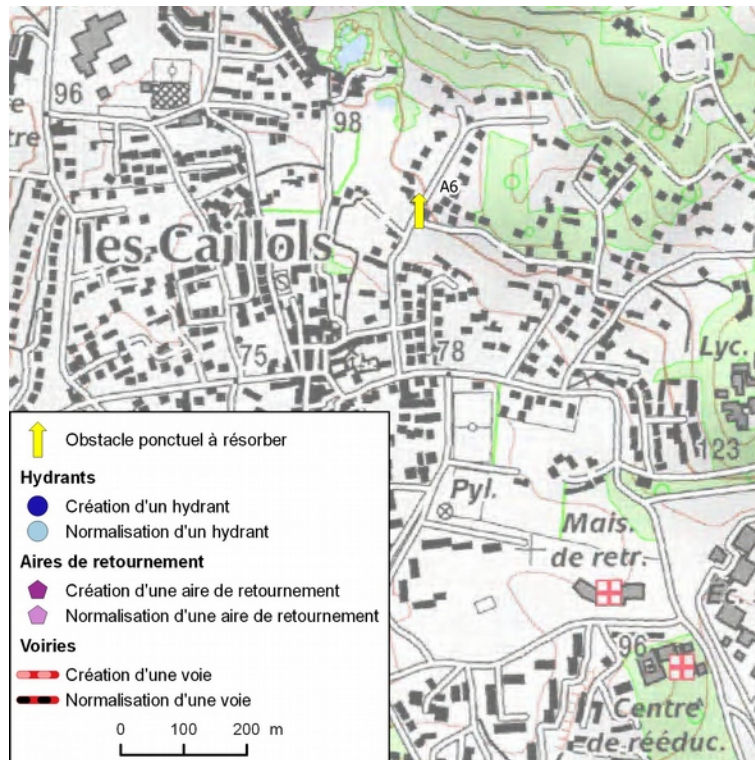 96
98
A6
les Caillols
S
75
78
Lyc.
123
Pyl.
Mais.
de retr.
Ec.
96
Centre
de rééduc.
Obstacle ponctuel à résorber
Hydrants
Création d'un hydrant
Normalisation d'un hydrant
Aires de retournement
Création d'une aire de retournement
Normalisation d'une aire de retournement
Voiries
Création d'une voie
Normalisation d'une voie
0 100 200 m